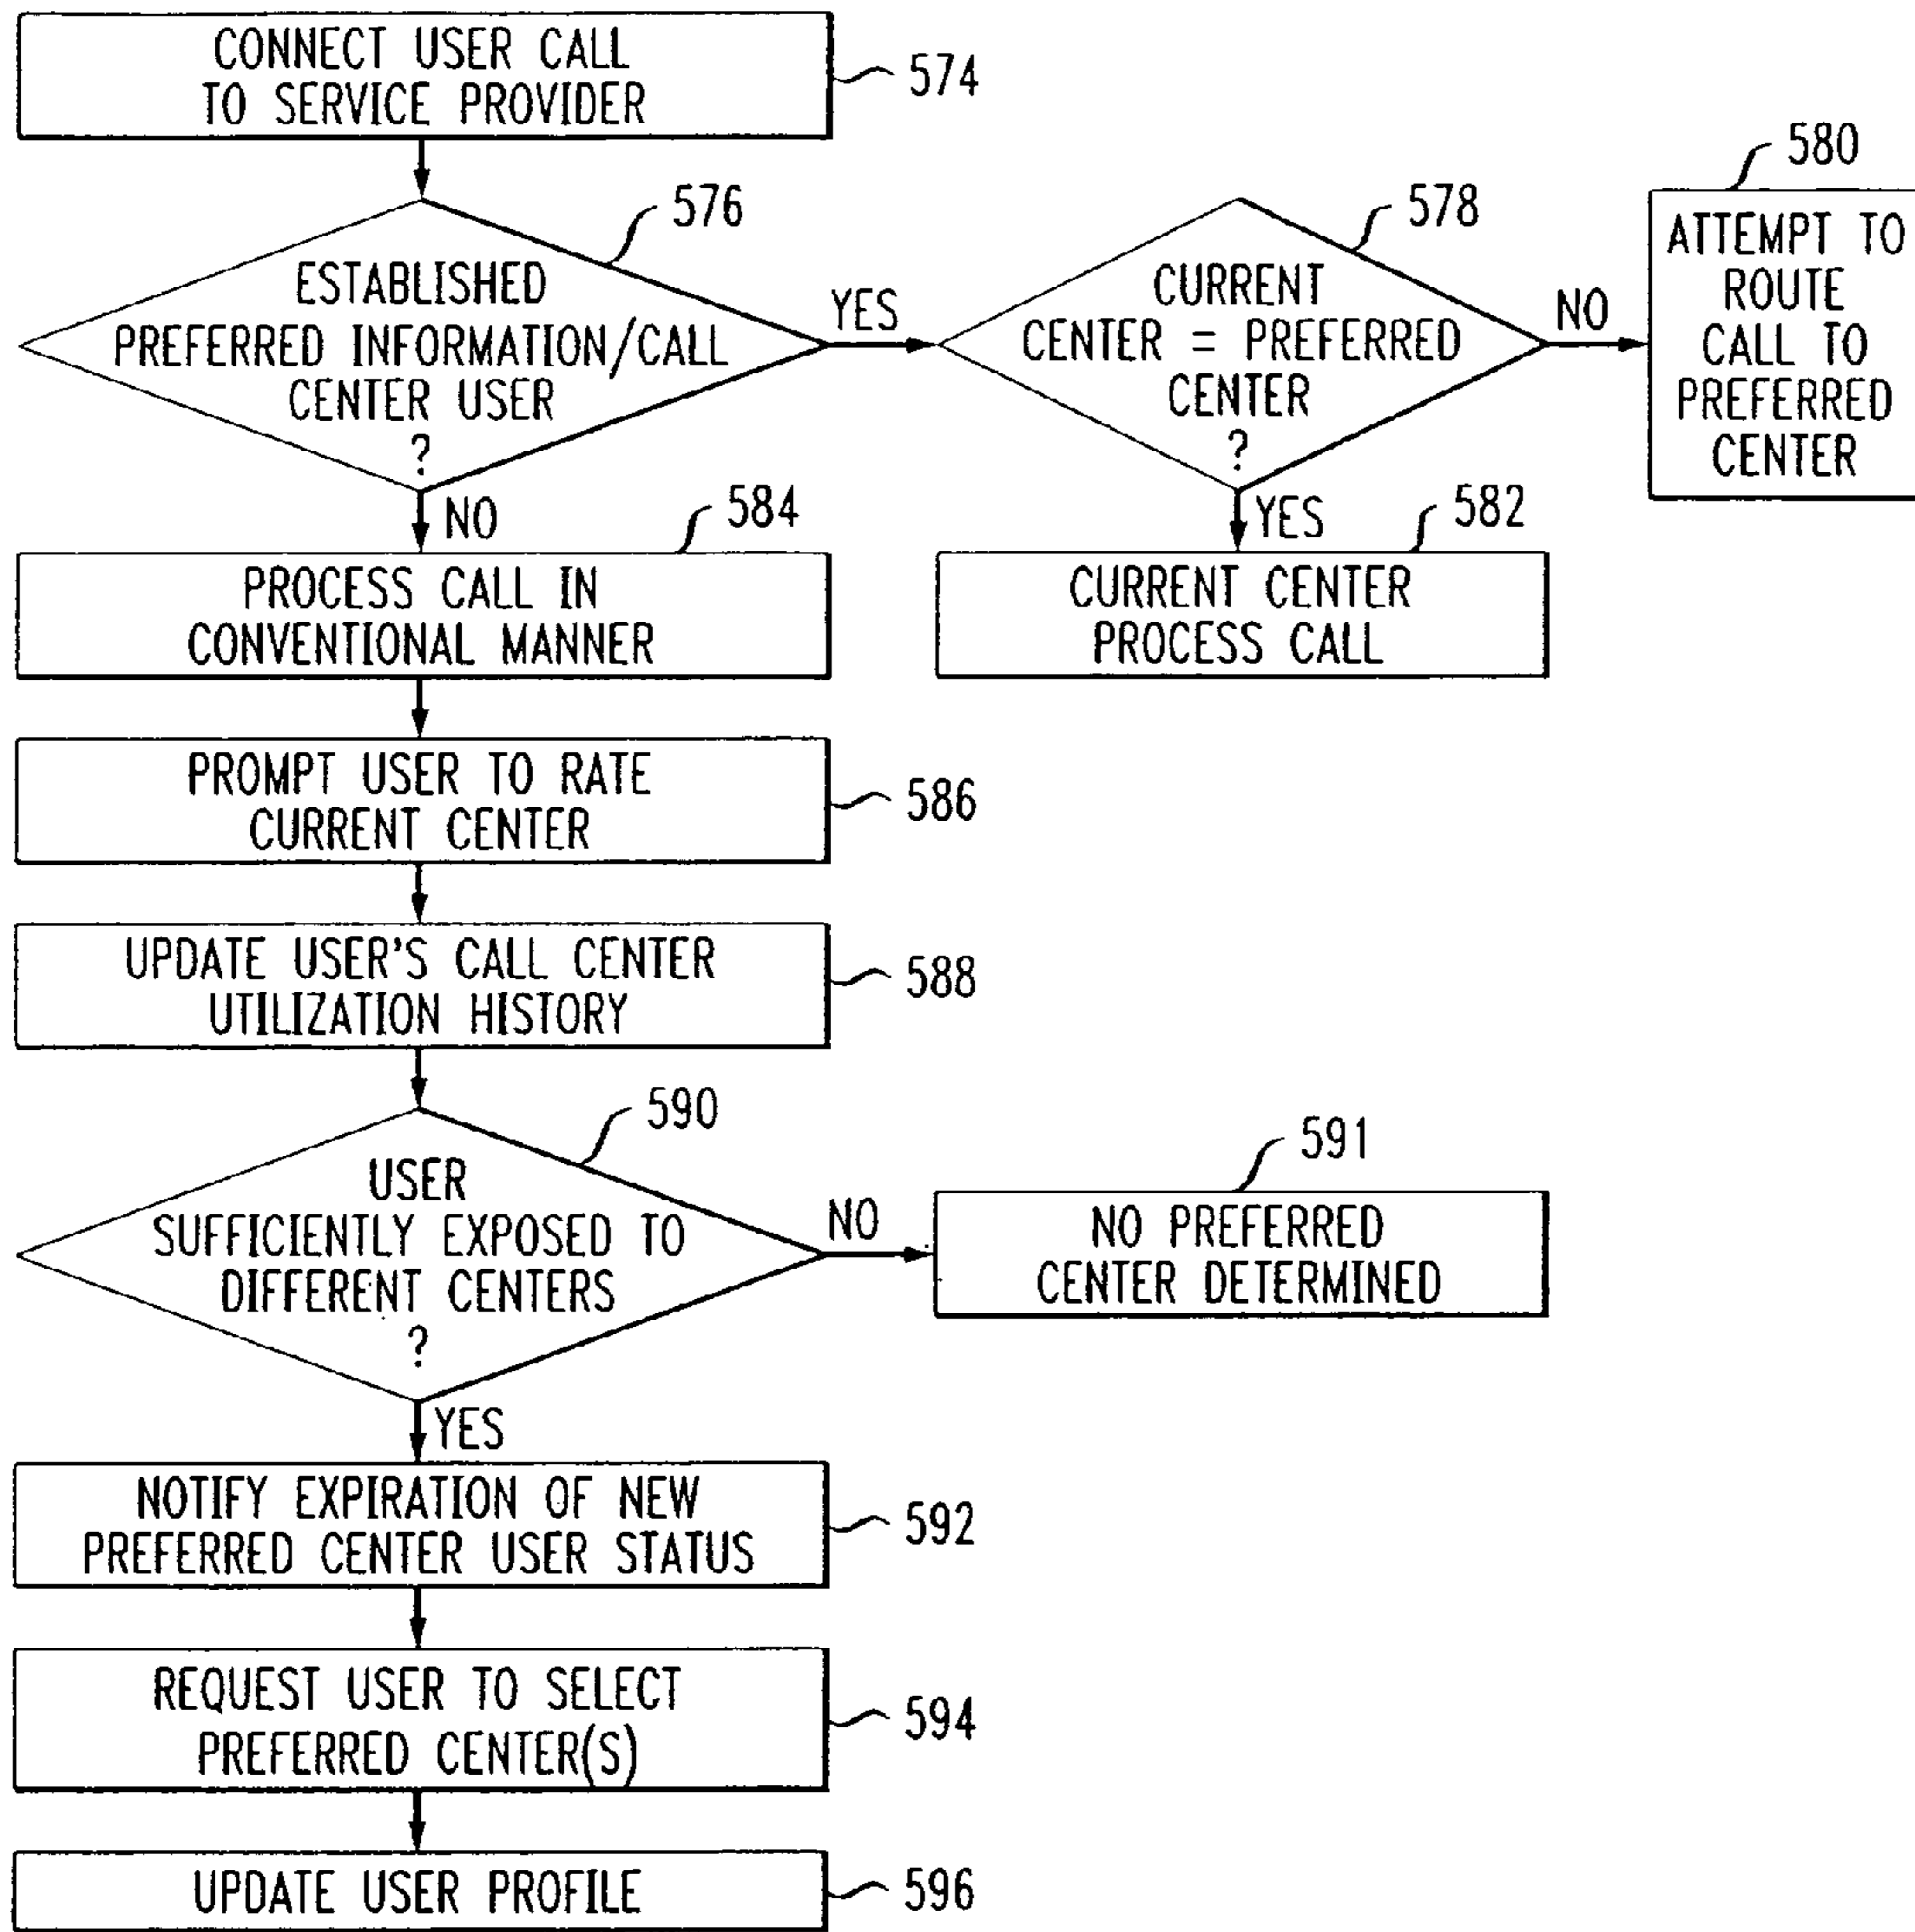 CONNECT USER CALL
TO SERVICE PROVIDER
574
576
ESTABLISHED
PREFERRED INFORMATION/CALL
CENTER USER
?
YES
578
CURRENT
CENTER = PREFERRED
CENTER
?
NO
580
ATTEMPT TO
ROUTE
CALL TO
PREFERRED
CENTER
NO
584
PROCESS CALL IN
CONVENTIONAL MANNER
YES
582
CURRENT CENTER
PROCESS CALL
PROMPT USER TO RATE
CURRENT CENTER
586
UPDATE USER'S CALL CENTER
UTILIZATION HISTORY
588
590
USER
SUFFICIENTLY EXPOSED TO
DIFFERENT CENTERS
?
NO
591
NO PREFERRED
CENTER DETERMINED
YES
NOTIFY EXPIRATION OF NEW
PREFERRED CENTER USER STATUS
592
REQUEST USER TO SELECT
PREFERRED CENTER(S)
594
UPDATE USER PROFILE
596